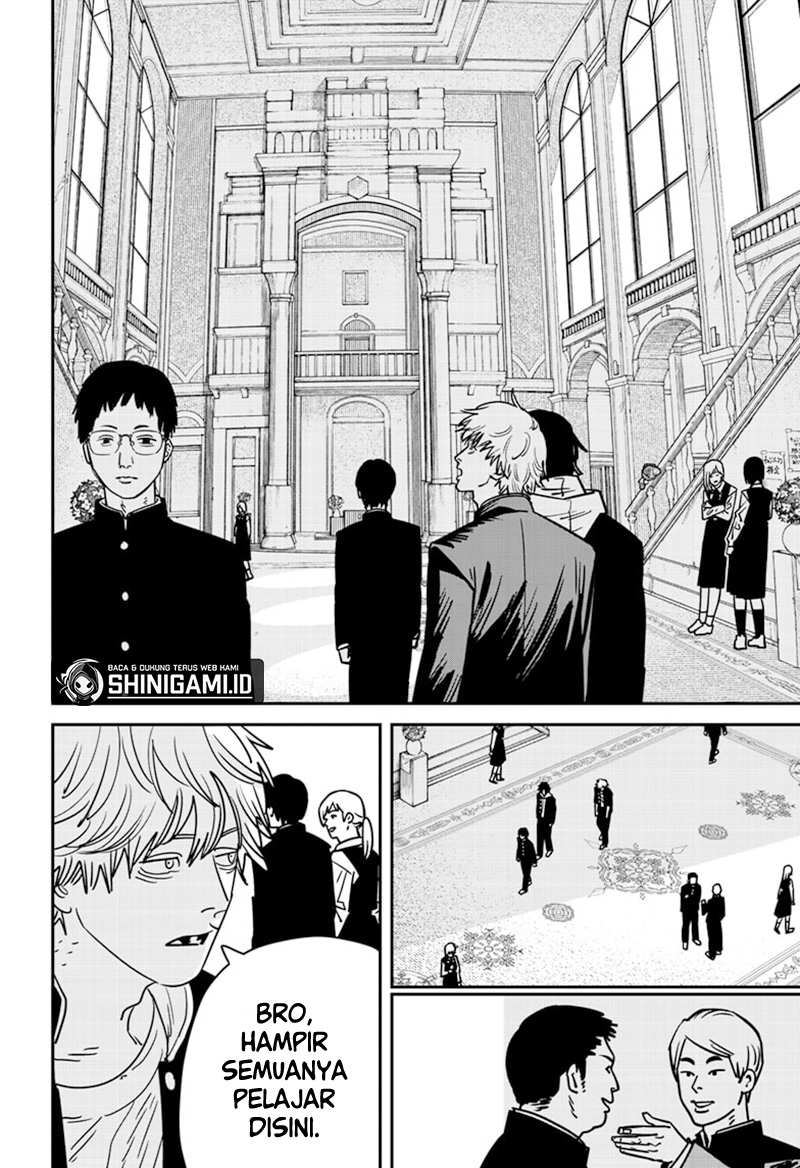 BACA & DUKUNG TERUS WEB KAMI
SHINIGAMI.ID
BRO,
HAMPIR
SEMUANYA
PELAJAR
DISINI.